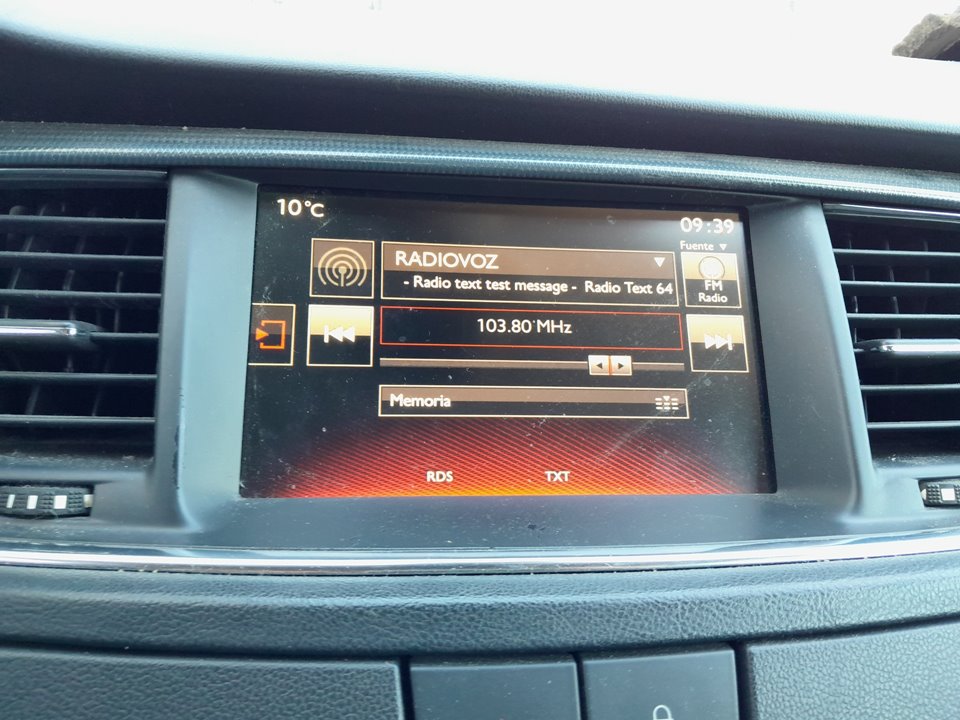 10°C
09:39
Fuente
RADIOVOZ
- Radio text test message - Radio Text 64
FM
Radio
103.80 MHz
Memoria
RDS
TXT